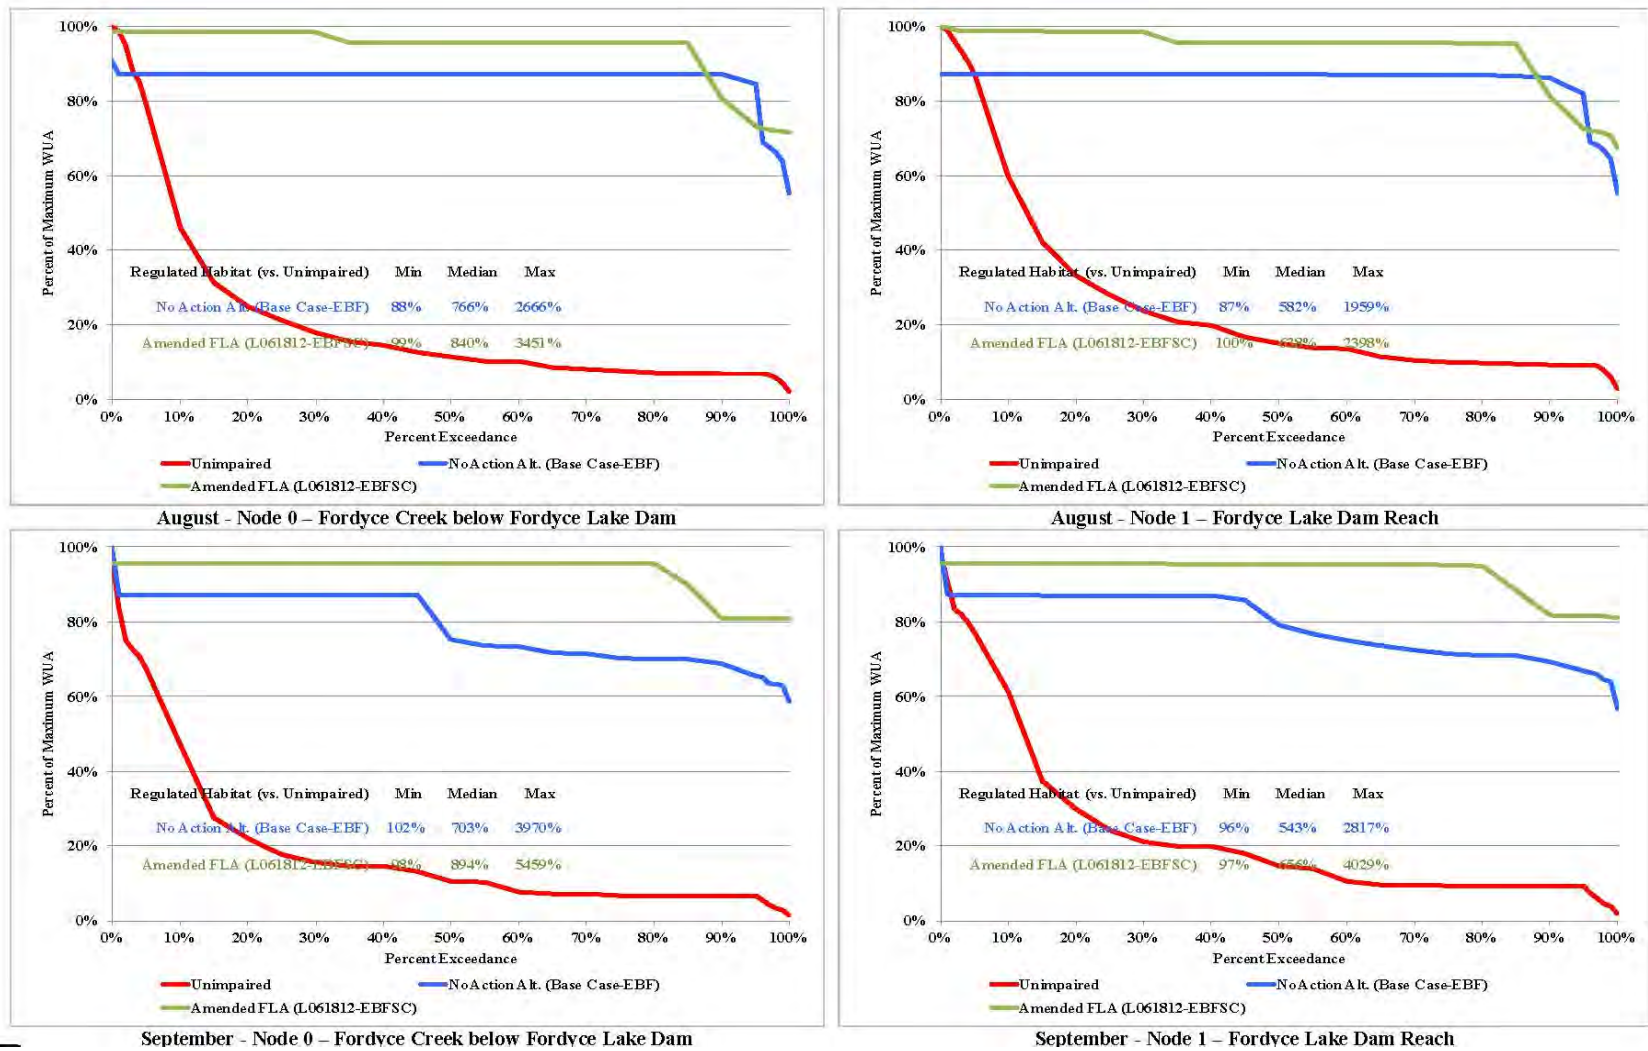 Percent of Maximum WUA
100%
80%
60%
40%
20%
0%
Regulated Habitat (vs. Unimpaired) Min Median Max
No Action Alt. (Base Case-EBF) 88% 766% 2666%
Amended FLA (L061812-EBFSC) 99% 840% 3451%
0% 10% 20% 30% 40% 50% 60% 70% 80% 90% 100%
Percent Exceedance
Unimpaired
No Action Alt. (Base Case-EBF)
Amended FLA (L061812-EBFSC)
August - Node 0 – Fordyce Creek below Fordyce Lake Dam
Percent of Maximum WUA
100%
80%
60%
40%
20%
0%
Regulated Habitat (vs. Unimpaired) Min Median Max
No Action Alt. (Base Case-EBF) 87% 582% 1959%
Amended FLA (L061812-EBFSC) 100% 638% 2398%
0% 10% 20% 30% 40% 50% 60% 70% 80% 90% 100%
Percent Exceedance
Unimpaired
No Action Alt. (Base Case-EBF)
Amended FLA (L061812-EBFSC)
August - Node 1 – Fordyce Lake Dam Reach
Percent of Maximum WUA
100%
80%
60%
40%
20%
0%
Regulated Habitat (vs. Unimpaired) Min Median Max
No Action Alt. (Base Case-EBF) 102% 703% 3970%
Amended FLA (L061812-EBFSC) 98% 894% 5459%
0% 10% 20% 30% 40% 50% 60% 70% 80% 90% 100%
Percent Exceedance
Unimpaired
No Action Alt. (Base Case-EBF)
Amended FLA (L061812-EBFSC)
September - Node 0 – Fordyce Creek below Fordyce Lake Dam
Percent of Maximum WUA
100%
80%
60%
40%
20%
0%
Regulated Habitat (vs. Unimpaired) Min Median Max
No Action Alt. (Base Case-EBF) 96% 543% 2817%
Amended FLA (L061812-EBFSC) 97% 656% 4029%
0% 10% 20% 30% 40% 50% 60% 70% 80% 90% 100%
Percent Exceedance
Unimpaired
No Action Alt. (Base Case-EBF)
Amended FLA (L061812-EBFSC)
September - Node 1 – Fordyce Lake Dam Reach